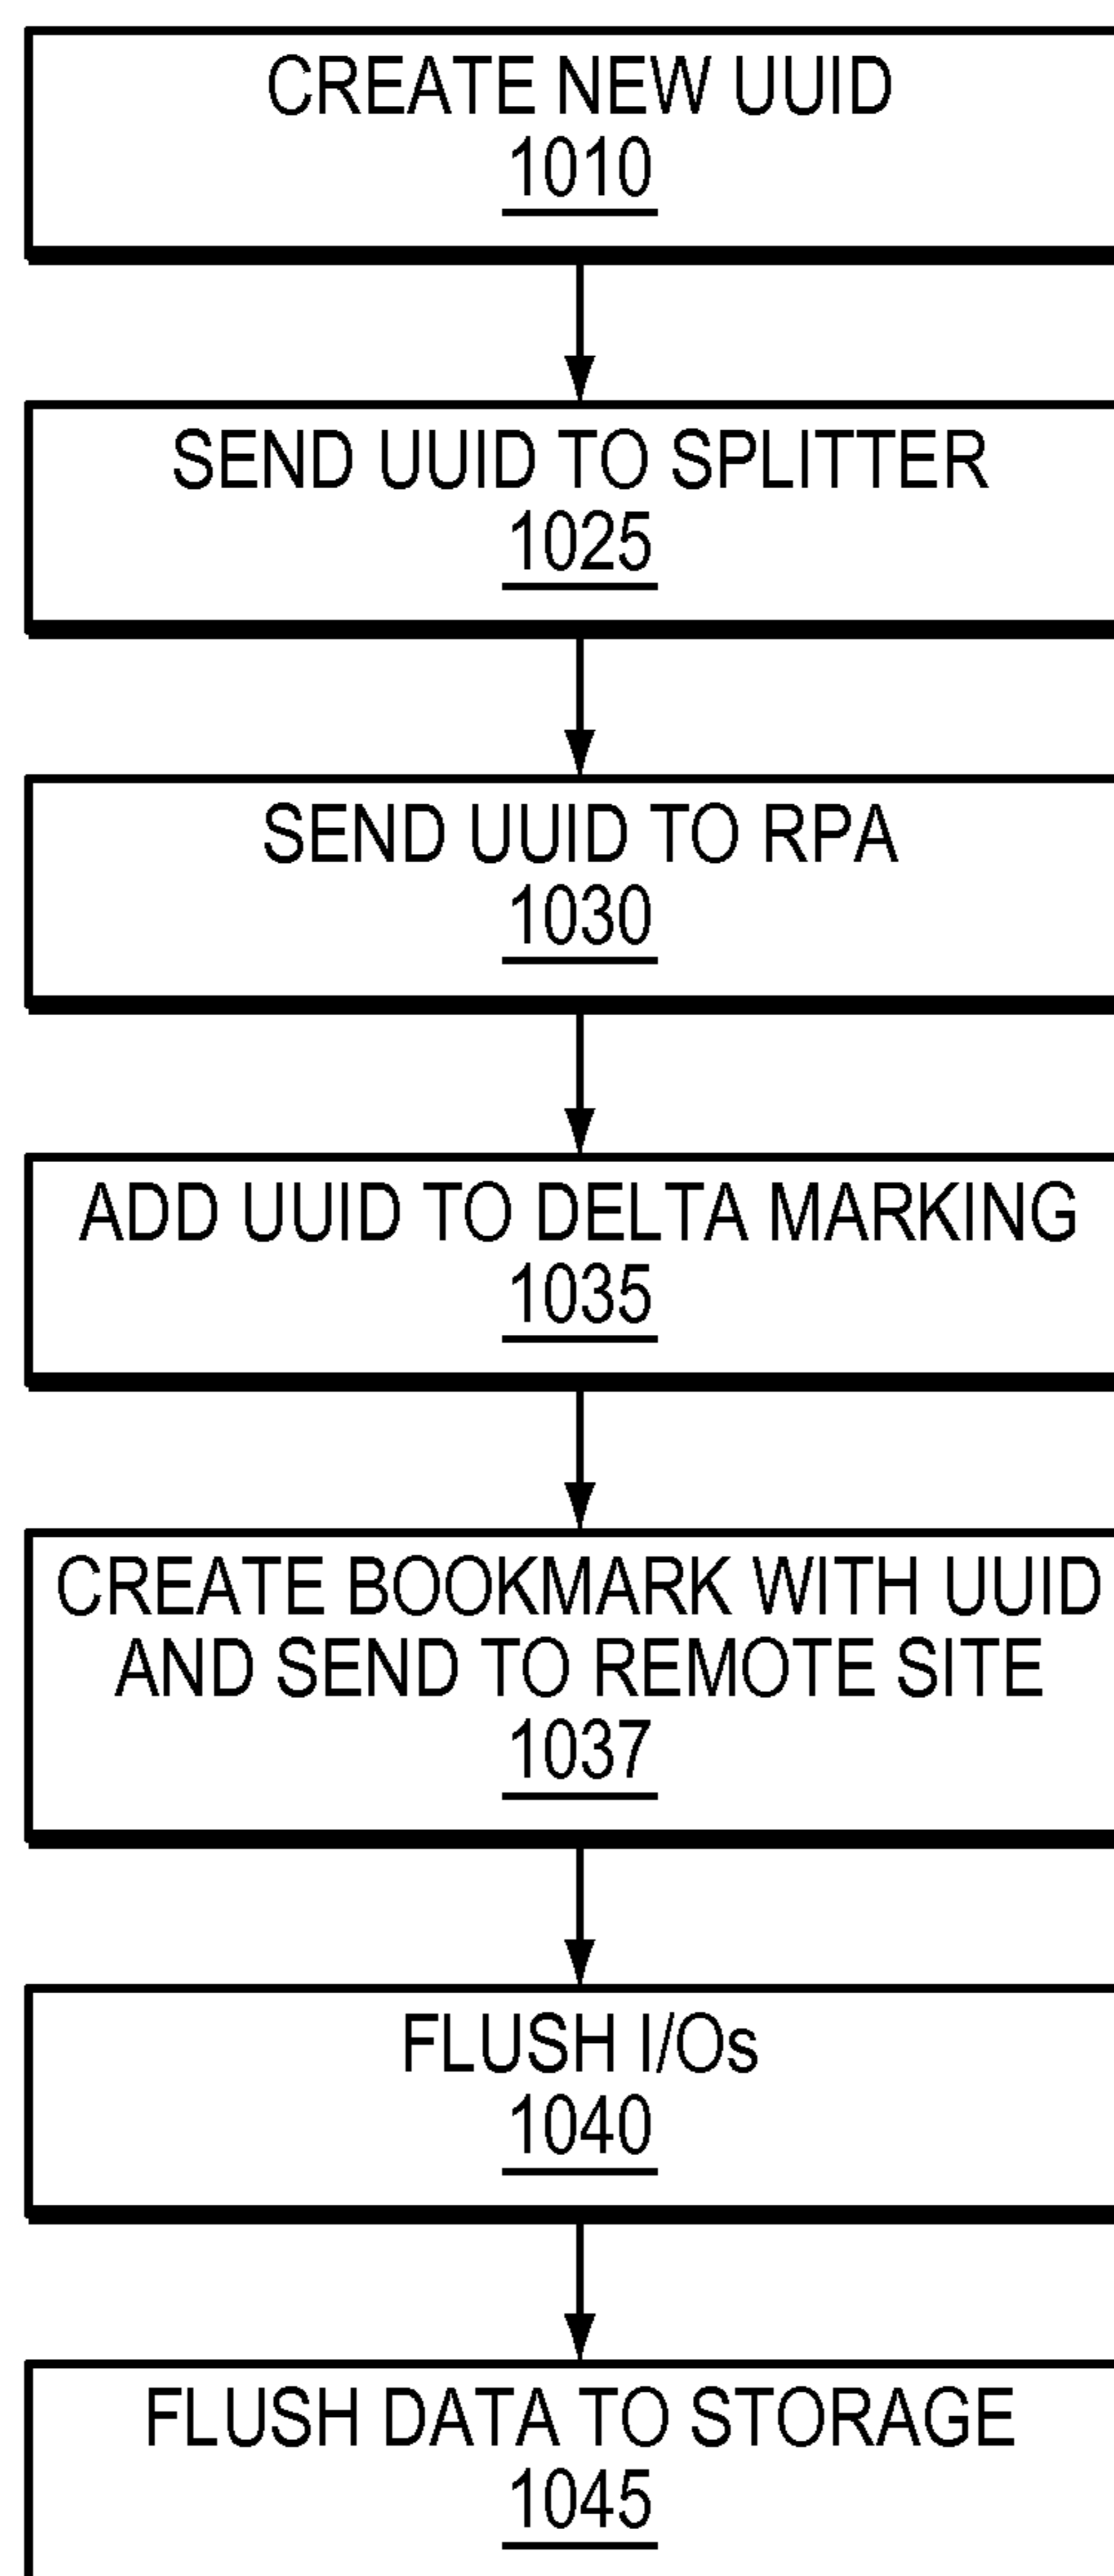 CREATE NEW UUID
1010
SEND UUID TO SPLITTER
1025
SEND UUID TO RPA
1030
ADD UUID TO DELTA MARKING
1035
CREATE BOOKMARK WITH UUID
AND SEND TO REMOTE SITE
1037
FLUSH I/Os
1040
FLUSH DATA TO STORAGE
1045